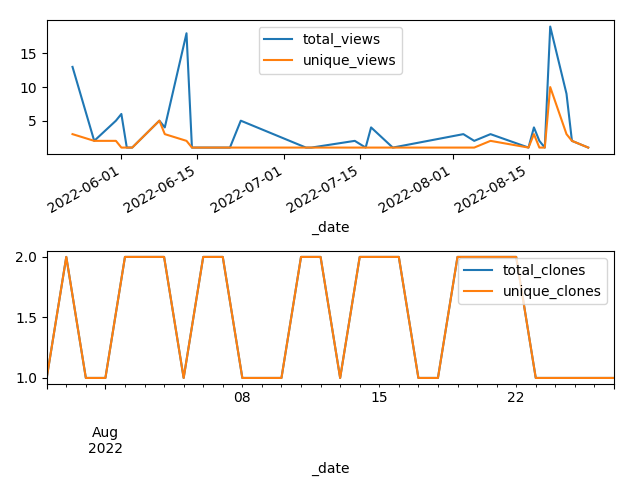 total_views
unique_views
15
10
5
2022-06-01
2022-06-15
2022-07-01
2022-07-15
2022-08-01
2022-08-15
_date
2.0
total_clones
unique_clones
1.5
1.0
08
15
22
Aug
2022
_date